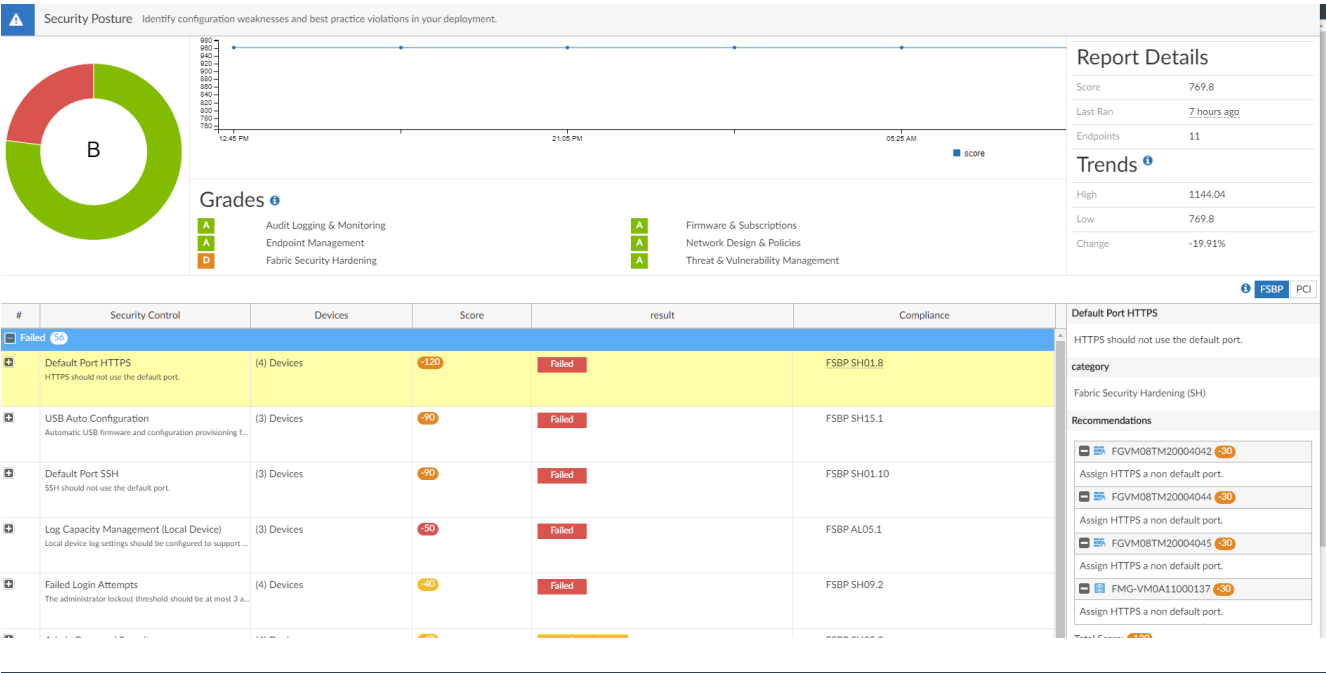 Security Posture Identify configuration weaknesses and best practice violations in your deployment.
B
980
960
940
920
900
880
860
840
820
800
780
760
12:45 PM 21:05 PM 05:25 AM
score
Grades
A Audit Logging & Monitoring
A Endpoint Management
D Fabric Security Hardening
A Firmware & Subscriptions
A Network Design & Policies
A Threat & Vulnerability Management
Report Details
Score 769.8
Last Ran 7 hours ago
Endpoints 11
Trends
High 1144.04
Low 769.8
Change -19.91%
FSBP PCI
# Security Control Devices Score result Compliance
Failed 56
Default Port HTTPS (4) Devices -120 Failed FSBP SH01.8
HTTPS should not use the default port.
USB Auto Configuration (3) Devices -90 Failed FSBP SH15.1
Automatic USB firmware and configuration provisioning f...
Default Port SSH (3) Devices -90 Failed FSBP SH01.10
SSH should not use the default port.
Log Capacity Management (Local Device) (3) Devices -50 Failed FSBP AL05.1
Local device log settings should be configured to support ...
Failed Login Attempts (4) Devices -40 Failed FSBP SH09.2
The administrator lockout threshold should be at most 3 a...
Default Port HTTPS
HTTPS should not use the default port.
category
Fabric Security Hardening (SH)
Recommendations
FGVM08TM20004042 -30
Assign HTTPS a non default port.
FGVM08TM20004044 -30
Assign HTTPS a non default port.
FGVM08TM20004045 -30
Assign HTTPS a non default port.
FMG-VM0A11000137 -30
Assign HTTPS a non default port.
Total Score: -120